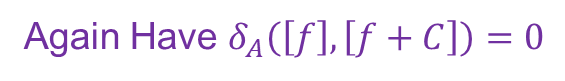 Again Have δ_A([f],[f + C]) = 0